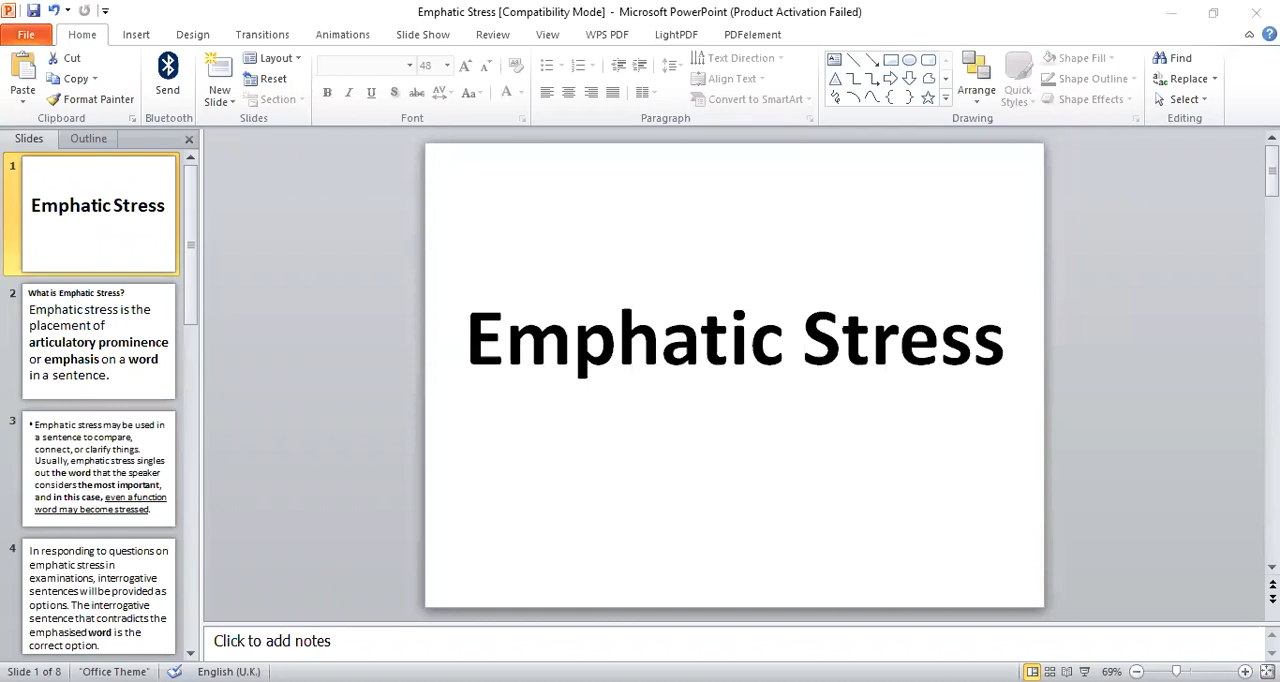 Emphatic Stress [Compatibility Mode] - Microsoft PowerPoint (Product Activation Failed)
File Home Insert Design Transitions Animations Slide Show Review View WPS PDF LightPDF PDFelement
Paste
Cut
Copy
Format Painter
Clipboard
Send
Bluetooth
New
Slide
Layout
Reset
Section
Slides
48
B I U S abc AV Aa A
Font
Text Direction
Align Text
Convert to SmartArt
Paragraph
Arrange
Quick
Styles
Shape Fill
Shape Outline
Shape Effects
Drawing
Find
Replace
Select
Editing
Slides Outline
1
Emphatic Stress
2
What is Emphatic Stress?
Emphatic stress is the
placement of
articulatory prominence
or emphasis on a word
in a sentence.
3
• Emphatic stress may be used in
a sentence to compare,
connect, or clarify things.
Usually, emphatic stress singles
out the word that the speaker
considers the most important,
and in this case, even a function
word may become stressed.
4
In responding to questions on
emphatic stress in
examinations, interrogative
sentences will be provided as
options. The interrogative
sentence that contradicts the
emphasised word is the
correct option.
Emphatic Stress
Click to add notes
Slide 1 of 8 "Office Theme" English (U.K.) 69%